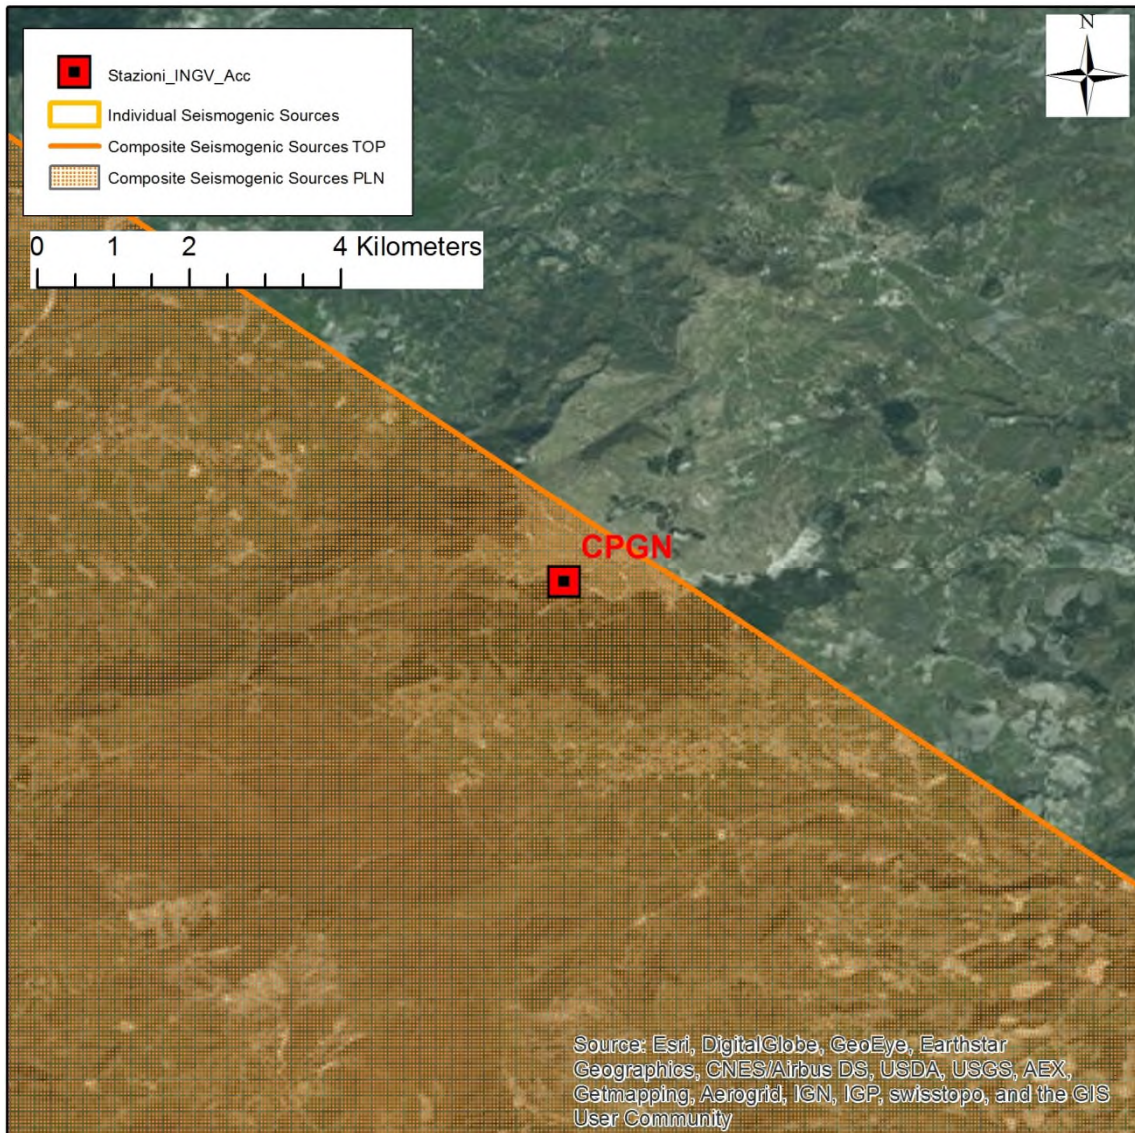 N
Stazioni_INGV_Acc
Individual Seismogenic Sources
Composite Seismogenic Sources TOP
Composite Seismogenic Sources PLN
0 1 2 4 Kilometers
CPGN
Source: Esri, DigitalGlobe, GeoEye, Earthstar
Geographics, CNES/Airbus DS, USDA, USGS, AEX,
Getmapping, Aerogrid, IGN, IGP, swisstopo, and the GIS
User Community